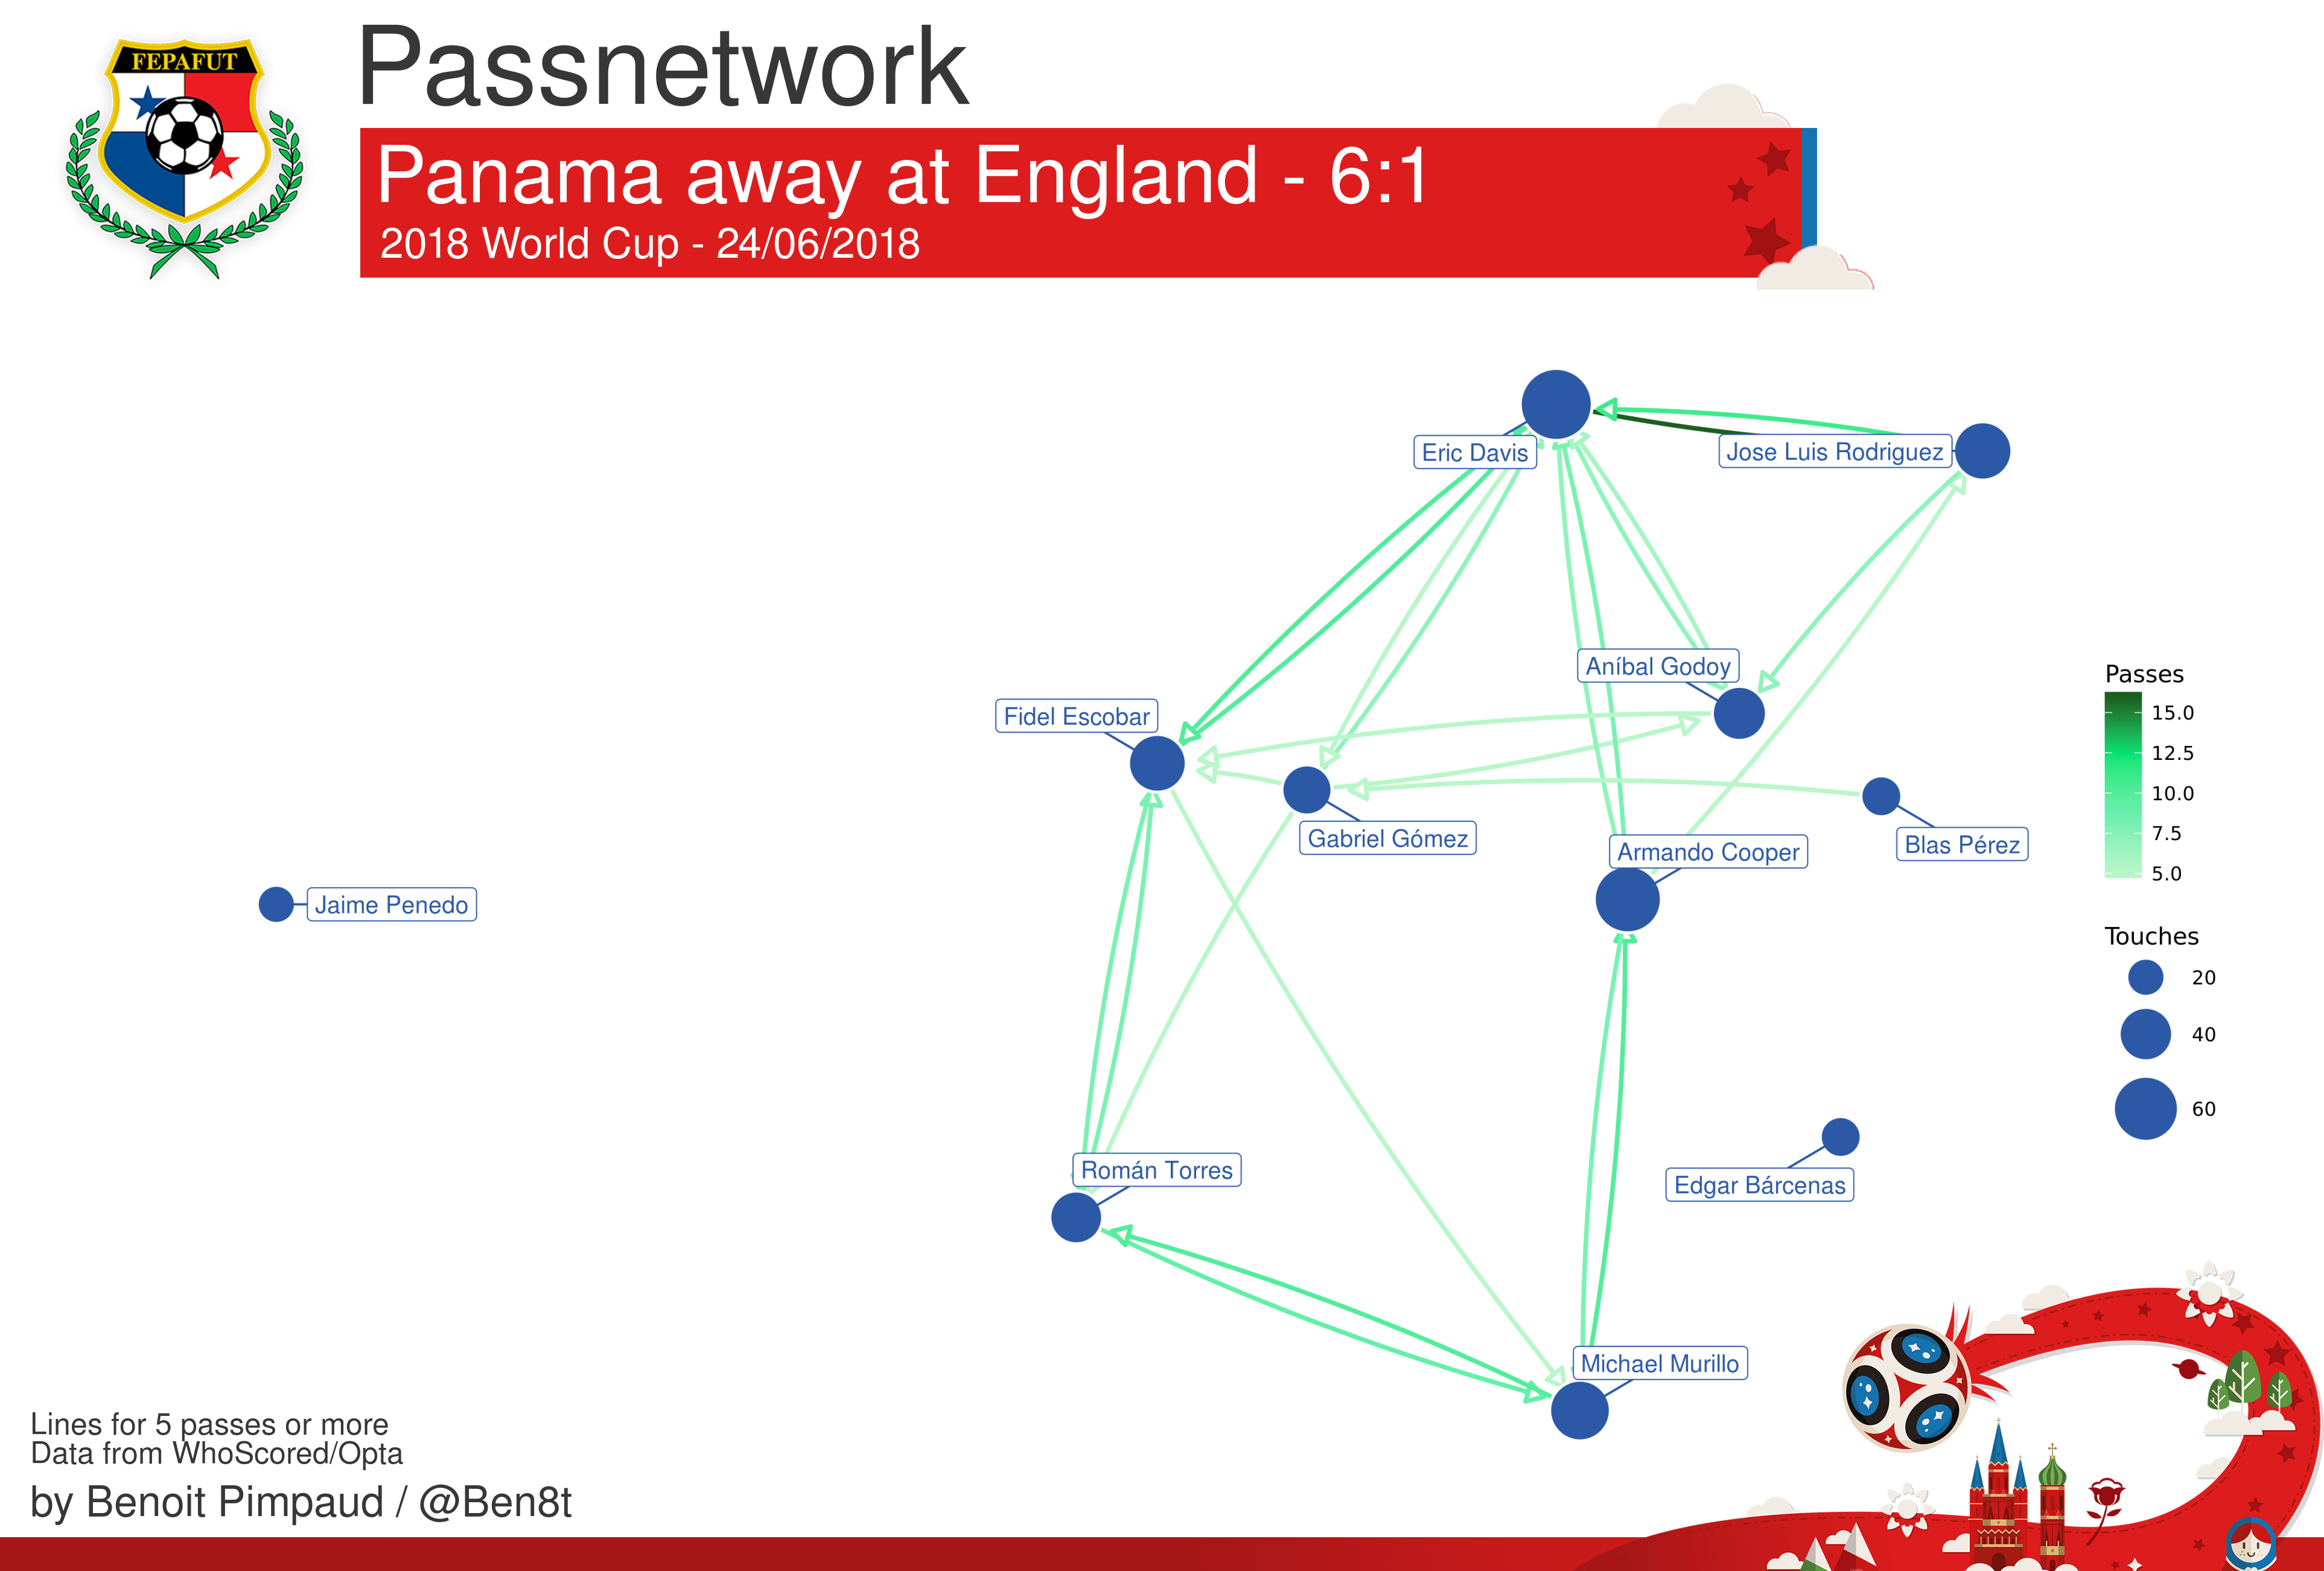 FEPAFUT
Passnetwork
Panama away at England - 6:1
2018 World Cup - 24/06/2018
Eric Davis
Jose Luis Rodriguez
Aníbal Godoy
Fidel Escobar
Gabriel Gómez
Armando Cooper
Blas Pérez
Jaime Penedo
Román Torres
Edgar Bárcenas
Michael Murillo
Passes
15.0
12.5
10.0
7.5
5.0
Touches
20
40
60
Lines for 5 passes or more
Data from WhoScored/Opta
by Benoit Pimpaud / @Ben8t